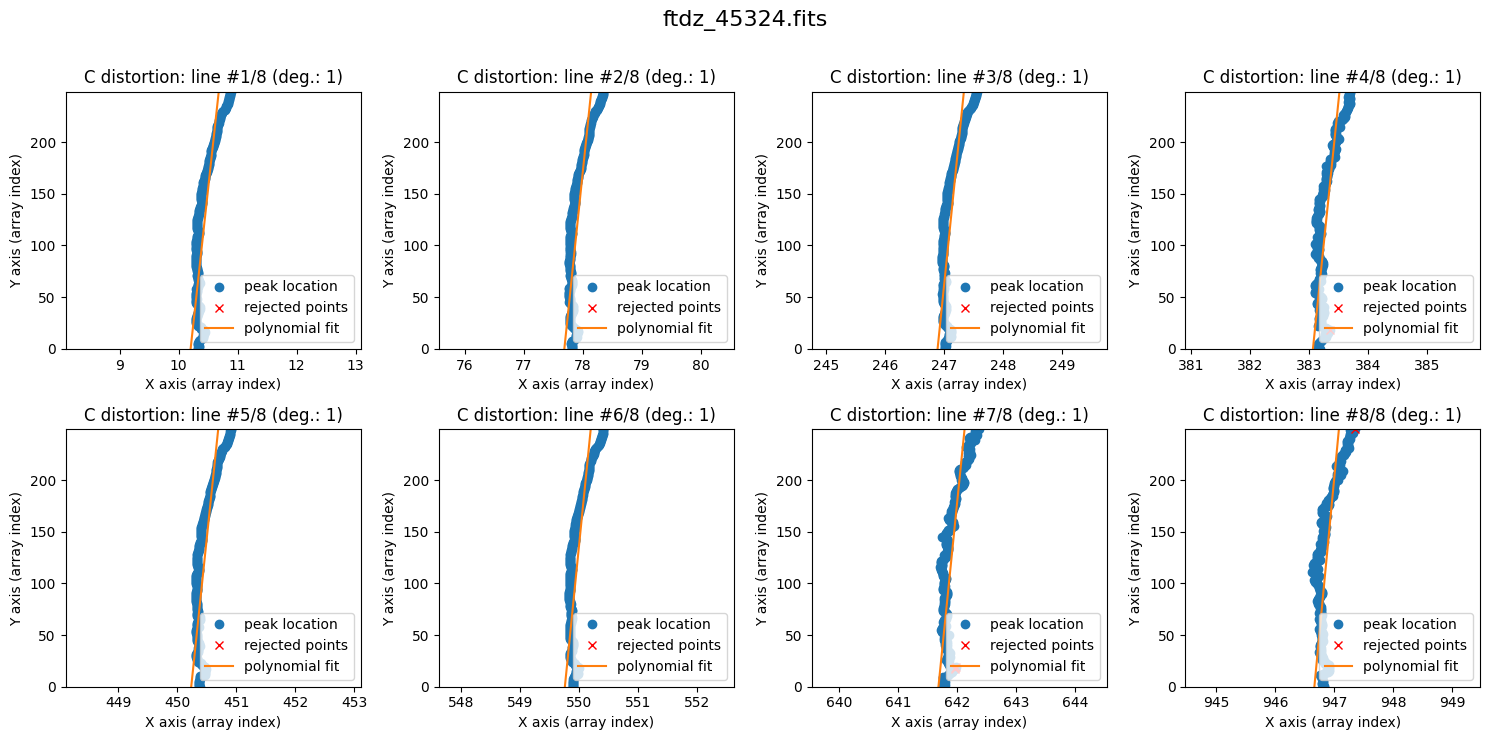 ftdz_45324.fits
C distortion: line #1/8 (deg.: 1)
Y axis (array index)
200
150
100
50
0
peak location
rejected points
polynomial fit
9 10 11 12 13
X axis (array index)
C distortion: line #2/8 (deg.: 1)
Y axis (array index)
200
150
100
50
0
peak location
rejected points
polynomial fit
76 77 78 79 80
X axis (array index)
C distortion: line #3/8 (deg.: 1)
Y axis (array index)
200
150
100
50
0
peak location
rejected points
polynomial fit
245 246 247 248 249
X axis (array index)
C distortion: line #4/8 (deg.: 1)
Y axis (array index)
200
150
100
50
0
peak location
rejected points
polynomial fit
381 382 383 384 385
X axis (array index)
C distortion: line #5/8 (deg.: 1)
Y axis (array index)
200
150
100
50
0
peak location
rejected points
polynomial fit
449 450 451 452 453
X axis (array index)
C distortion: line #6/8 (deg.: 1)
Y axis (array index)
200
150
100
50
0
peak location
rejected points
polynomial fit
548 549 550 551 552
X axis (array index)
C distortion: line #7/8 (deg.: 1)
Y axis (array index)
200
150
100
50
0
peak location
rejected points
polynomial fit
640 641 642 643 644
X axis (array index)
C distortion: line #8/8 (deg.: 1)
Y axis (array index)
200
150
100
50
0
peak location
rejected points
polynomial fit
945 946 947 948 949
X axis (array index)